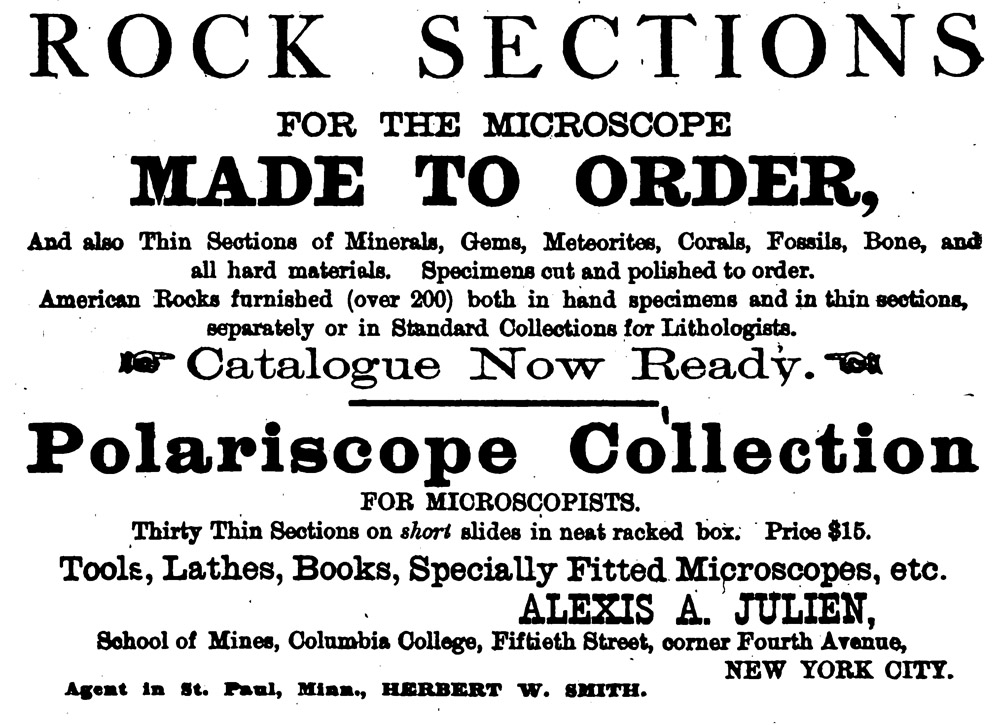 ROCK SECTIONS
FOR THE MICROSCOPE
MADE TO ORDER,
And also Thin Sections of Minerals, Gems, Meteorites, Corals, Fossils, Bone, and
all hard materials. Specimens cut and polished to order.
American Rocks furnished (over 200) both in hand specimens and in thin sections,
separately or in Standard Collections for Lithologists.
☞ Catalogue Now Ready. ☜
Polariscope Collection
FOR MICROSCOPISTS.
Thirty Thin Sections on short slides in neat racked box. Price $15.
Tools, Lathes, Books, Specially Fitted Microscopes, etc.
ALEXIS A. JULIEN,
School of Mines, Columbia College, Fiftieth Street, corner Fourth Avenue,
NEW YORK CITY.
Agent in St. Paul, Minn., HERBERT W. SMITH.